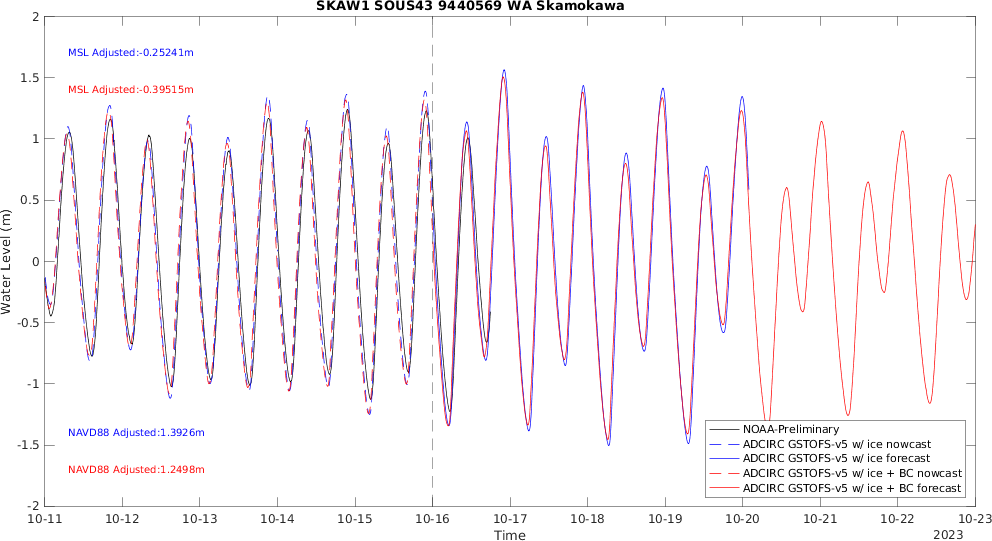 SKAW1 SOUS43 9440569 WA Skamokawa
2
1.5
1
0.5
0
-0.5
-1
-1.5
-2
Water Level (m)
MSL Adjusted:-0.25241m
MSL Adjusted:-0.39515m
NAVD88 Adjusted:1.3926m
NAVD88 Adjusted:1.2498m
NOAA-Preliminary
ADCIRC GSTOFS-v5 w/ ice nowcast
ADCIRC GSTOFS-v5 w/ ice forecast
ADCIRC GSTOFS-v5 w/ ice + BC nowcast
ADCIRC GSTOFS-v5 w/ ice + BC forecast
10-11 10-12 10-13 10-14 10-15 10-16 10-17 10-18 10-19 10-20 10-21 10-22 10-23
Time
2023